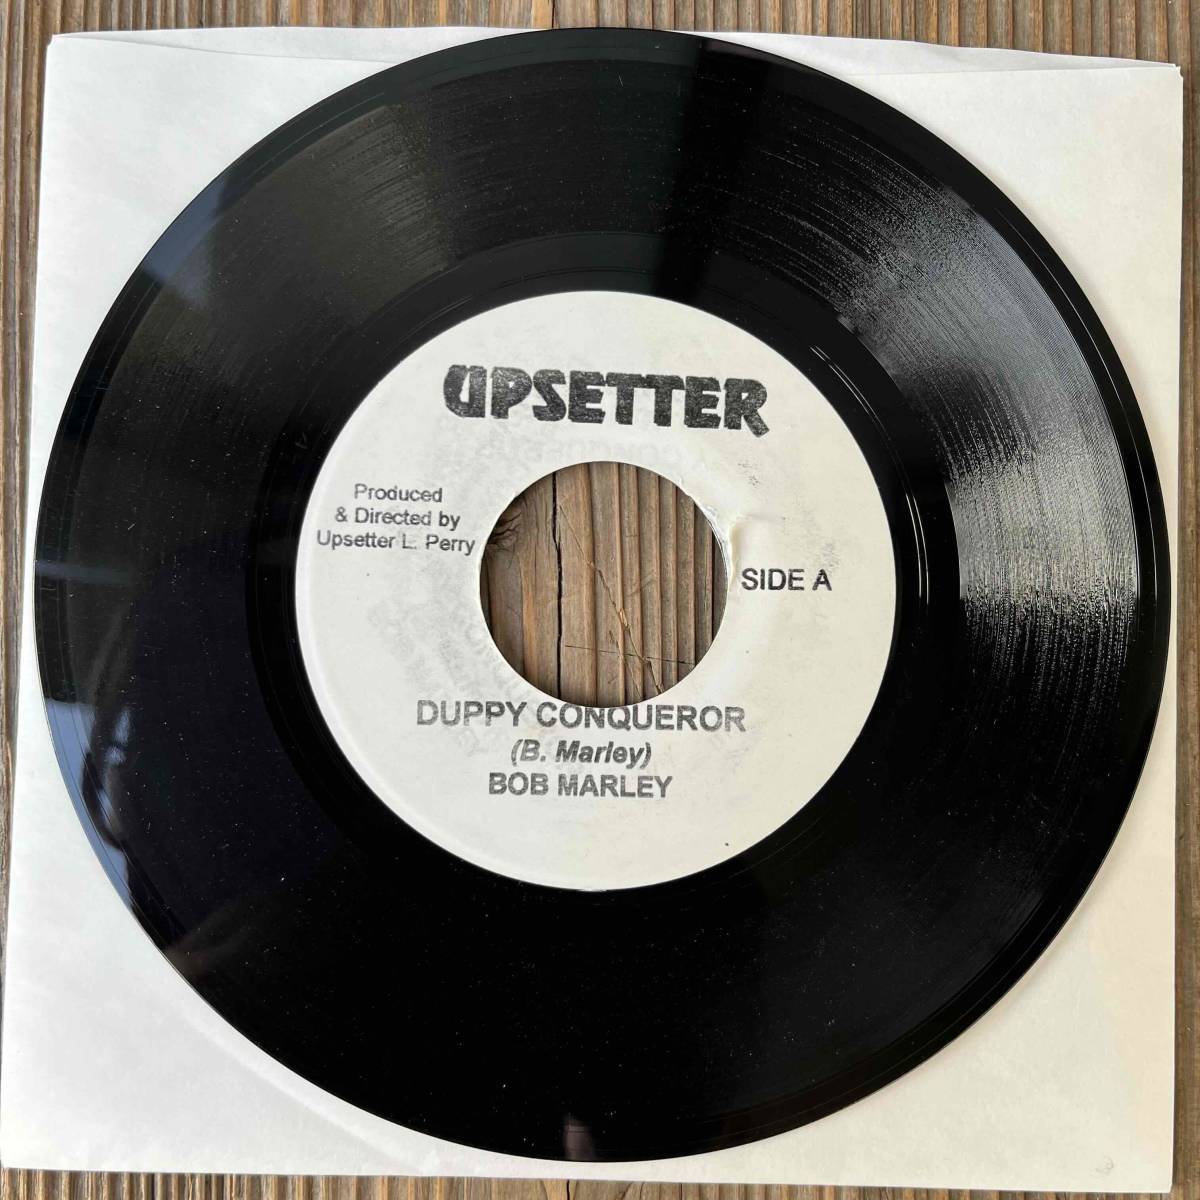 UPSETTER
Produced
& Directed by
Upsetter L. Perry
SIDE A
DUPPY CONQUEROR
(B. Marley)
BOB MARLEY